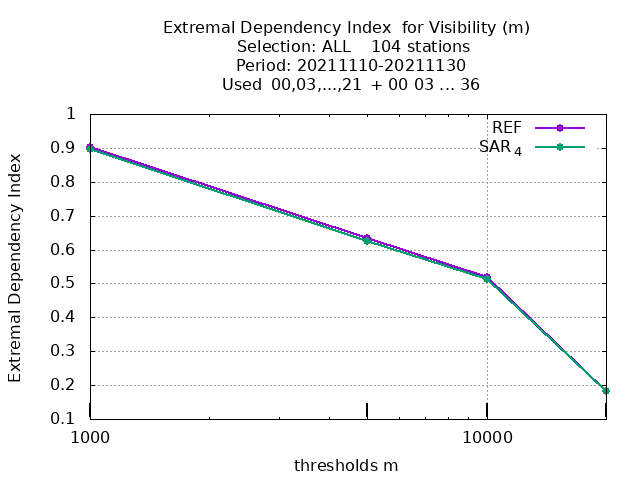 Extremal Dependency Index  for Visibility (m)
Selection: ALL    104 stations
Period: 20211110-20211130
Used  00,03,...,21  + 00 03 ... 36
REF
SAR 4
1
0.9
0.8
0.7
0.6
0.5
0.4
0.3
0.2
0.1
Extremal Dependency Index
1000
10000
thresholds m